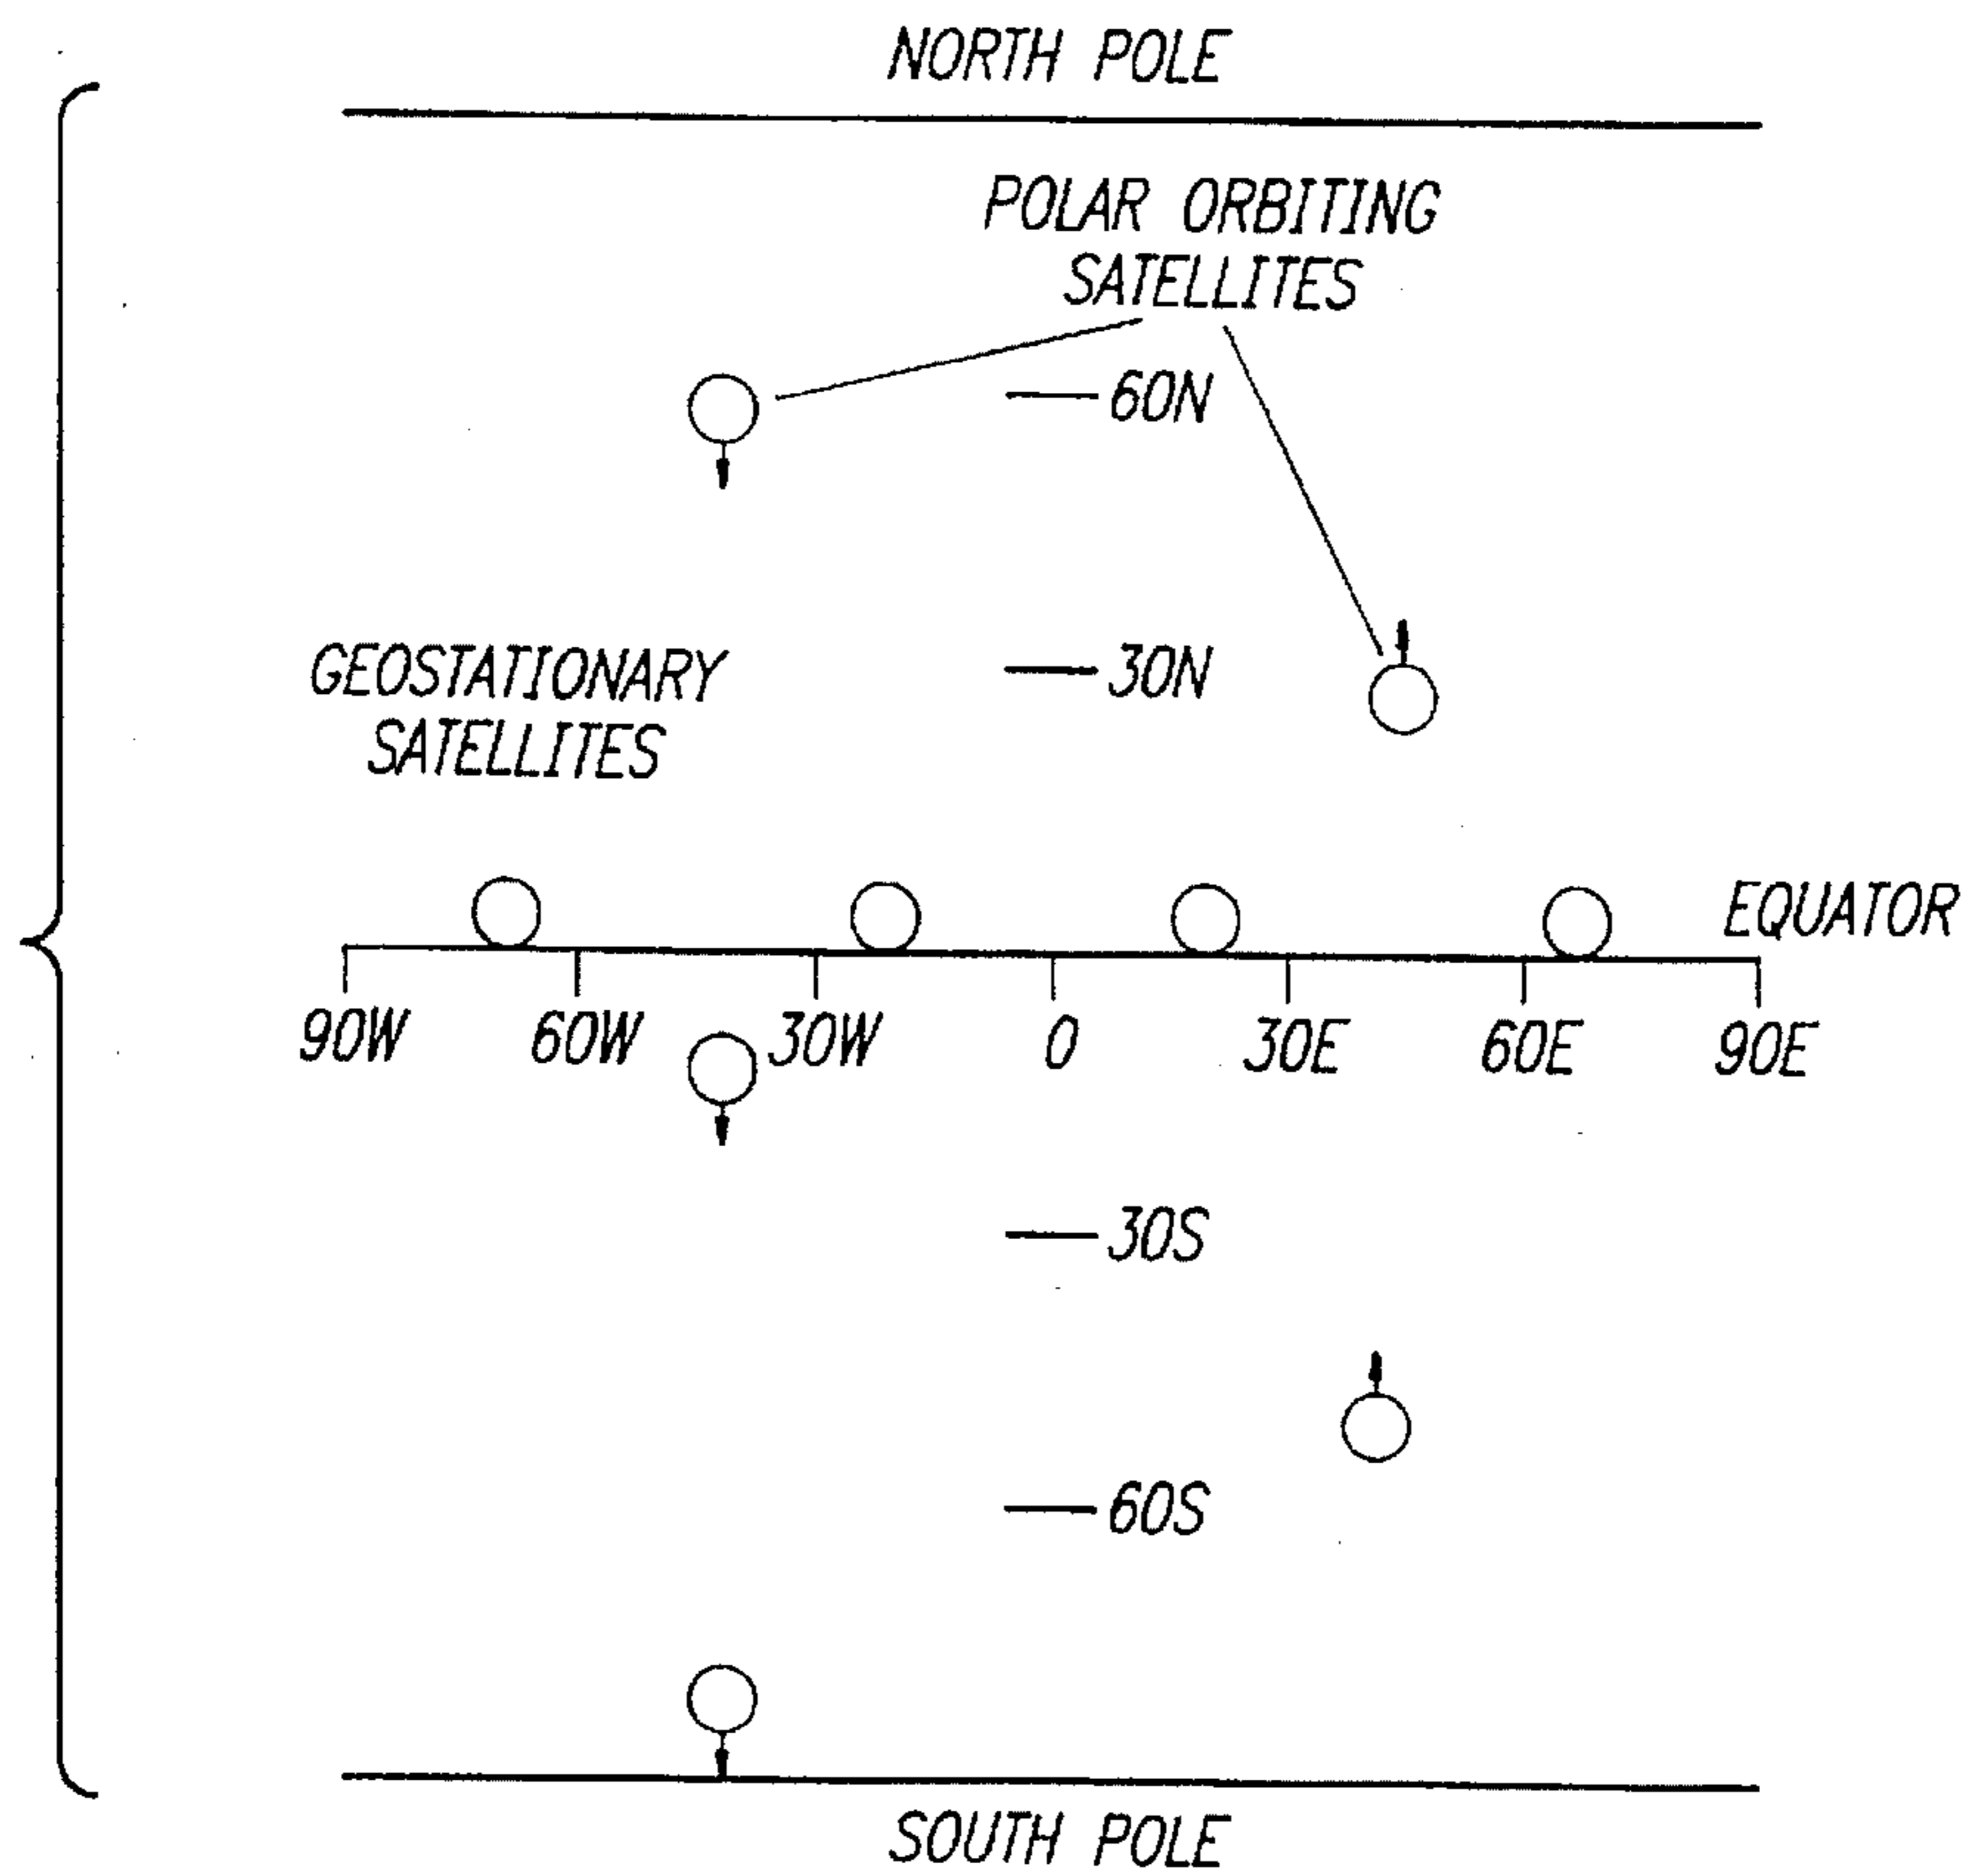 NORTH POLE
POLAR ORBITING
SATELLITES
60N
30N
GEOSTATIONARY
SATELLITES
EQUATOR
90W 60W 30W 0 30E 60E 90E
30S
60S
SOUTH POLE